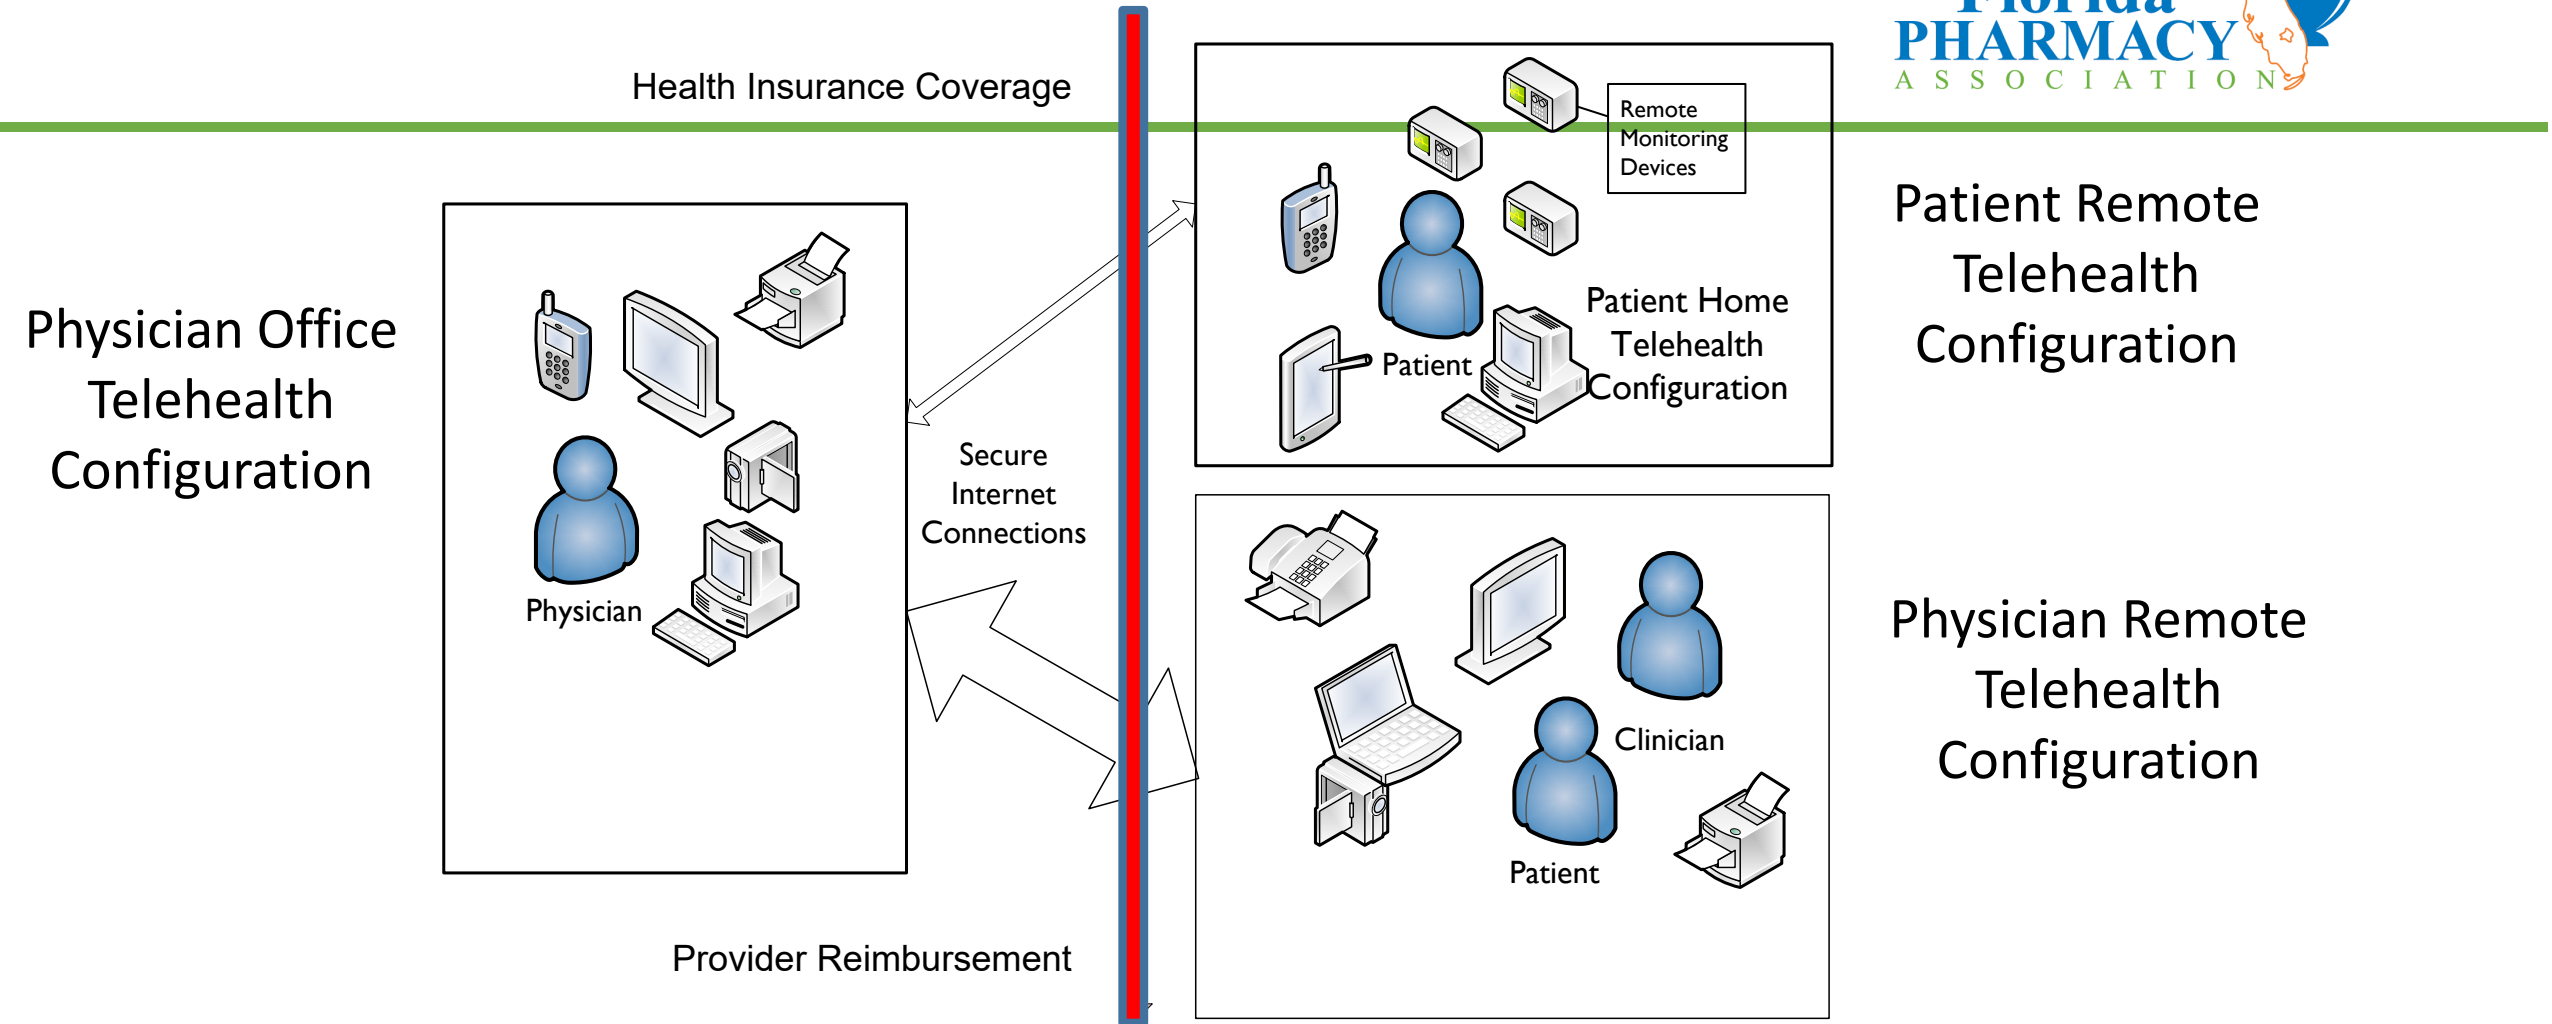 Florida
PHARMACY
ASSOCIATION
Health Insurance Coverage
Remote
Monitoring
Devices
Patient Remote
Telehealth
Configuration
Physician Office
Telehealth
Configuration
Patient Home
Telehealth
Configuration
Patient
Secure
Internet
Connections
Physician
Physician Remote
Telehealth
Configuration
Clinician
Patient
Provider Reimbursement